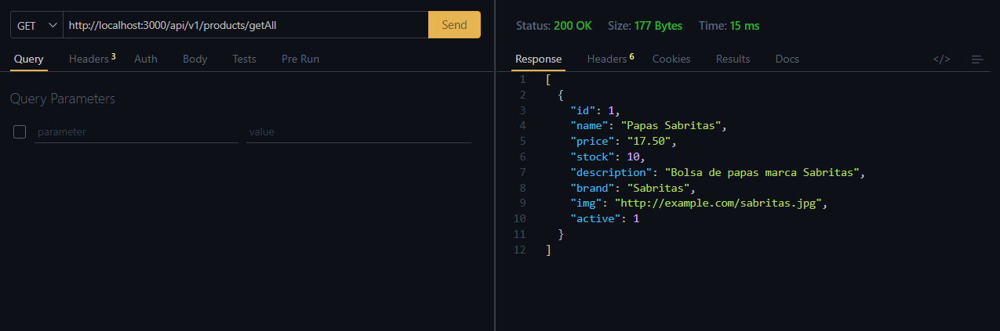 GET http://localhost:3000/api/v1/products/getAll Send
Query Headers 3 Auth Body Tests Pre Run
Query Parameters
parameter value
Status: 200 OK Size: 177 Bytes Time: 15 ms
Response Headers 6 Cookies Results Docs </>
1 [
2 {
3 "id": 1,
4 "name": "Papas Sabritas",
5 "price": "17.50",
6 "stock": 10,
7 "description": "Bolsa de papas marca Sabritas",
8 "brand": "Sabritas",
9 "img": "http://example.com/sabritas.jpg",
10 "active": 1
11 }
12 ]